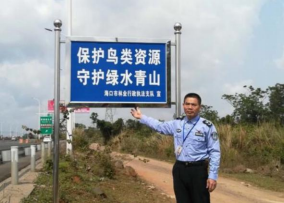 保护鸟类资源
守护绿水青山
海口市林业行政执法支队 宣